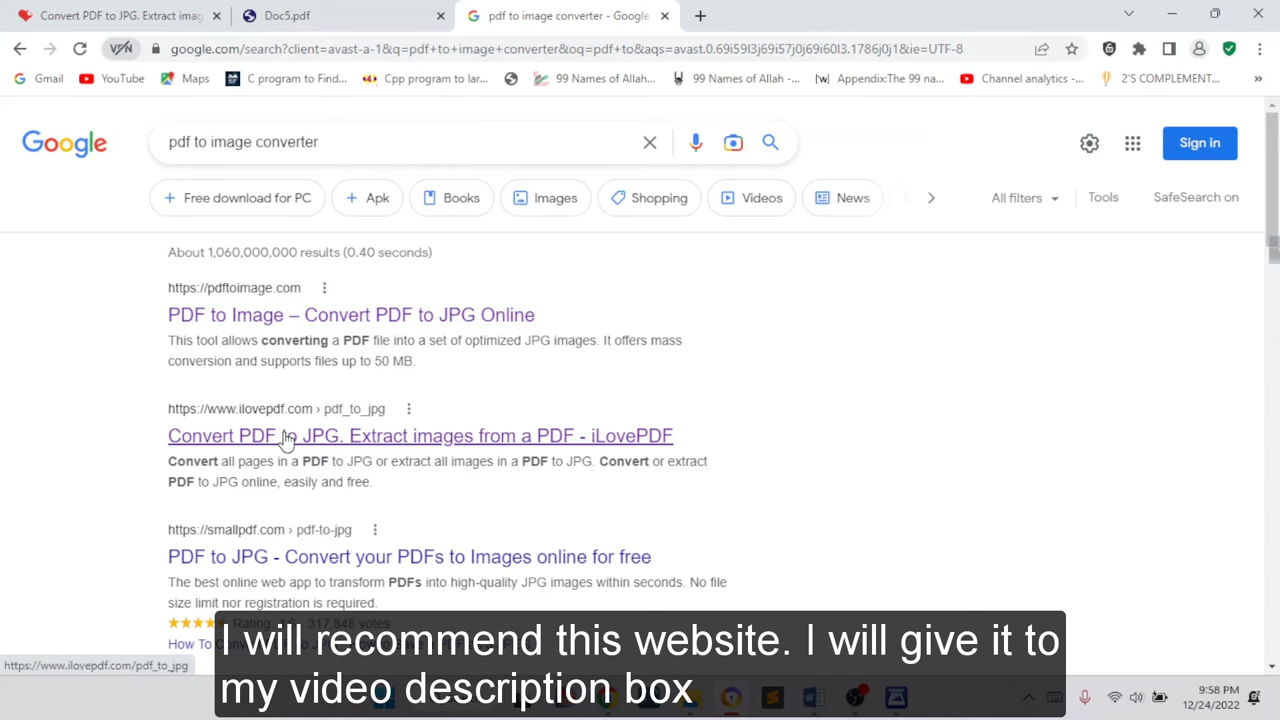 Convert PDF to JPG. Extract imag
Doc5.pdf
pdf to image converter - Google
VPN
google.com/search?client=avast-a-1&q=pdf+to+image+converter&oq=pdf+to&aqs=avast.0.69i59l3j69i57j0j69i60l3.1786j0j1&ie=UTF-8
Gmail
YouTube
Maps
C program to Find...
Cpp program to lar...
99 Names of Allah...
99 Names of Allah -...
[w] Appendix:The 99 na...
Channel analytics -...
2'S COMPLEMENT...
Google
pdf to image converter
Sign in
Free download for PC
Apk
Books
Images
Shopping
Videos
News
All filters
Tools
SafeSearch on
About 1,060,000,000 results (0.40 seconds)
https://pdftoimage.com
PDF to Image – Convert PDF to JPG Online
This tool allows converting a PDF file into a set of optimized JPG images. It offers mass
conversion and supports files up to 50 MB.
https://www.ilovepdf.com › pdf_to_jpg
Convert PDF to JPG. Extract images from a PDF - iLovePDF
Convert all pages in a PDF to JPG or extract all images in a PDF to JPG. Convert or extract
PDF to JPG online, easily and free.
https://smallpdf.com › pdf-to-jpg
PDF to JPG - Convert your PDFs to Images online for free
The best online web app to transform PDFs into high-quality JPG images within seconds. No file
size limit nor registration is required.
How To
https://www.ilovepdf.com/pdf_to_jpg
I will recommend this website. I will give it to
my video description box
9:58 PM
12/24/2022